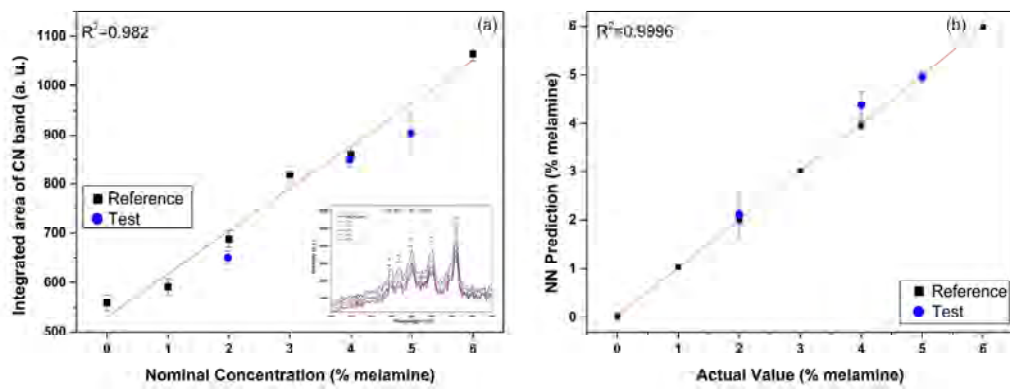 R²=0.982
(a)
1100
1000
900
800
700
600
500
0 1 2 3 4 5 6
Integrated area of CN band (a. u.)
Nominal Concentration (% melamine)
Reference
Test
R²=0.9996
(b)
6
5
4
3
2
1
0
0 1 2 3 4 5 6
NN Prediction (% melamine)
Actual Value (% melamine)
Reference
Test